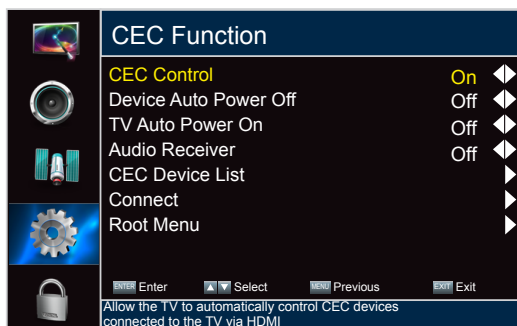 CEC Function
CEC Control On
Device Auto Power Off Off
TV Auto Power On Off
Audio Receiver Off
CEC Device List
Connect
Root Menu
ENTER Enter Select MENU Previous EXIT Exit
Allow the TV to automatically control CEC devices
connected to the TV via HDMI